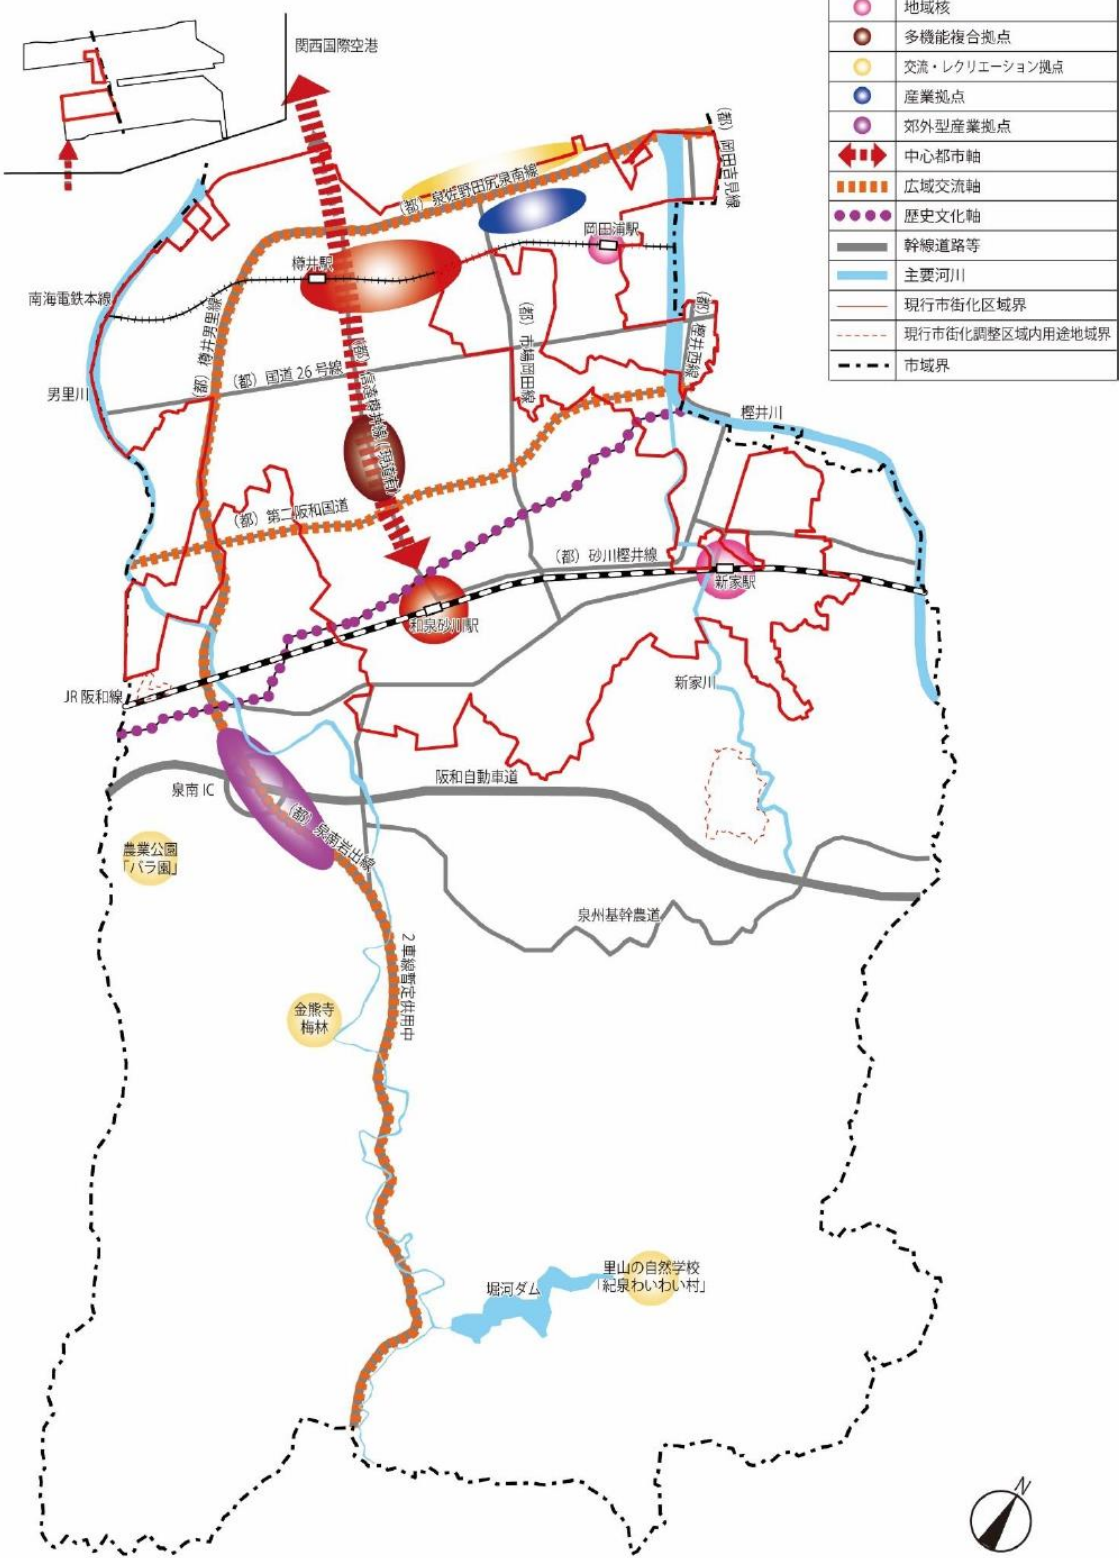 地域核
多機能複合拠点
交流・レクリエーション拠点
産業拠点
郊外型産業拠点
中心都市軸
広域交流軸
歴史文化軸
幹線道路等
主要河川
現行市街化区域界
現行市街化調整区域内用途地域界
市域界
関西国際空港
(都)岡田吉見線
(都)泉佐野田尻泉南線
岡田浦駅
樽井駅
南海電鉄本線
(都)樽井男里線
(都)市場岡田線
(都)樫井西線
(都)国道26号線
男里川
樫井川
(都)第二阪和国道
(都)砂川樫井線
新家駅
和泉砂川駅
JR阪和線
新家川
泉南IC
阪和自動車道
(都)泉南岩出線
農業公園
「バラ園」
泉州基幹農道
2車線暫定供用中
金熊寺
梅林
里山の自然学校
「紀泉わいわい村」
堀河ダム
N